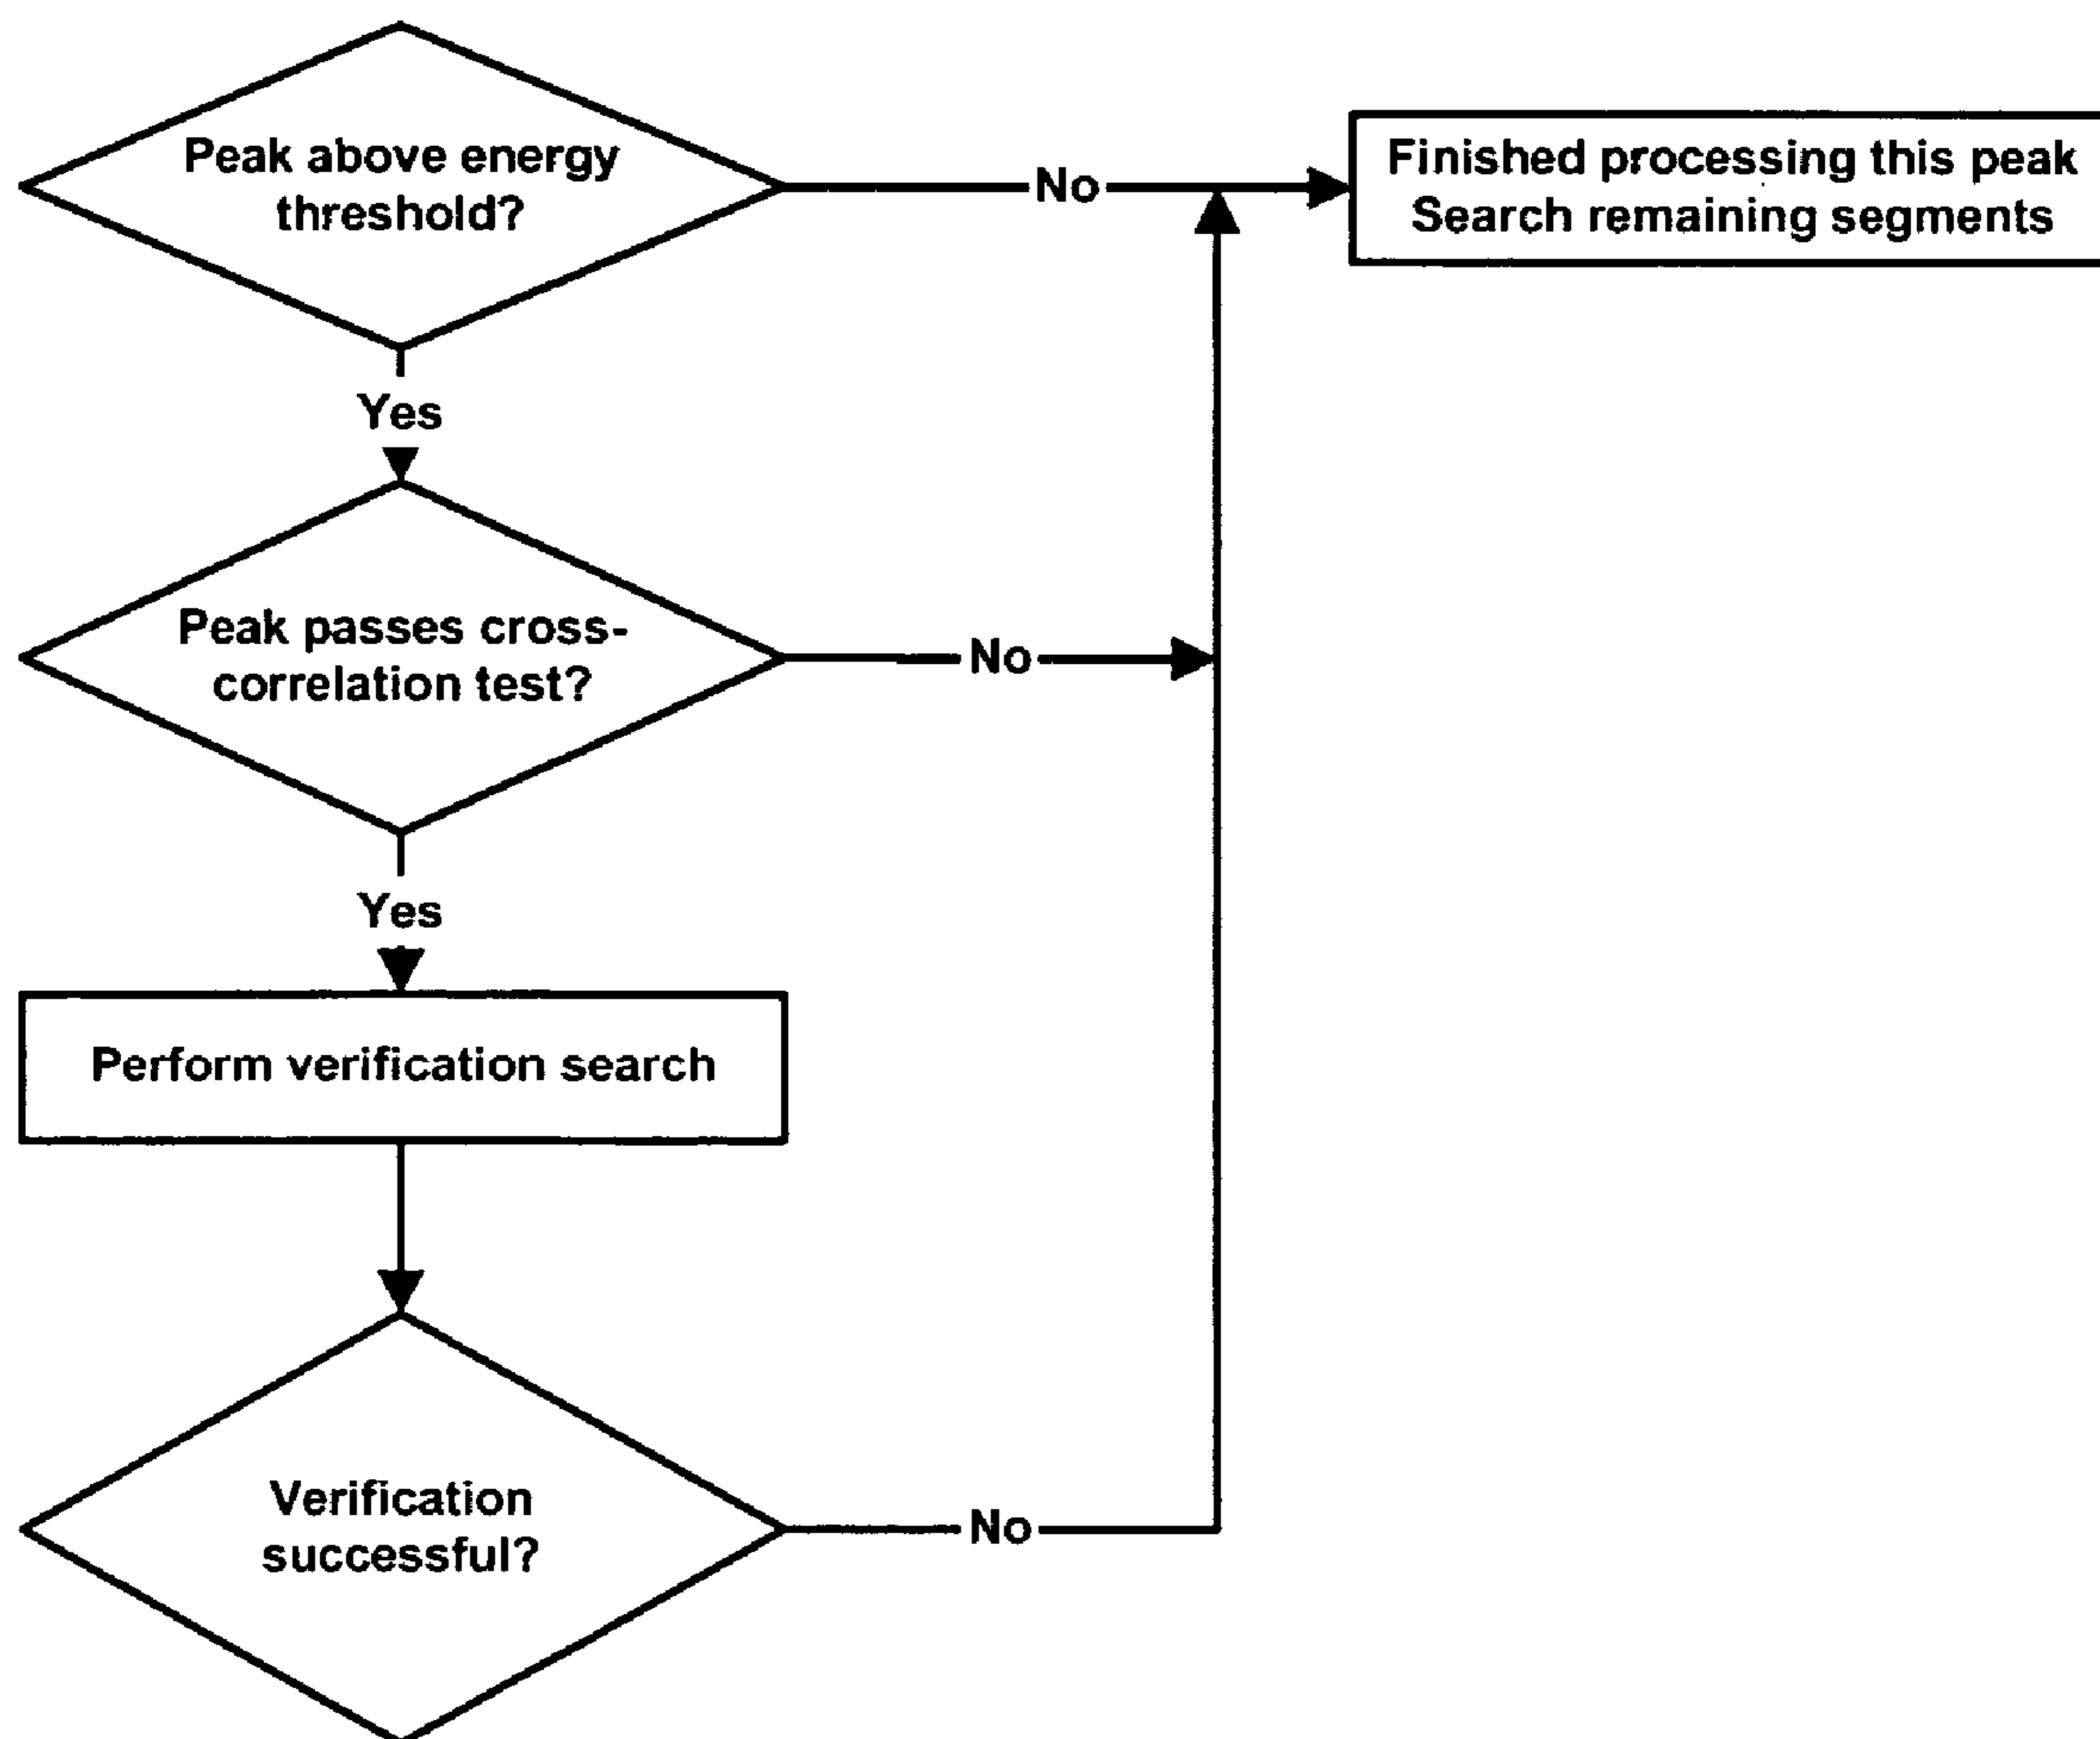 Peak above energy
threshold?
No
Finished processing this peak
Search remaining segments
Yes
Peak passes cross-
correlation test?
No
Yes
Perform verification search
Verification
successful?
No